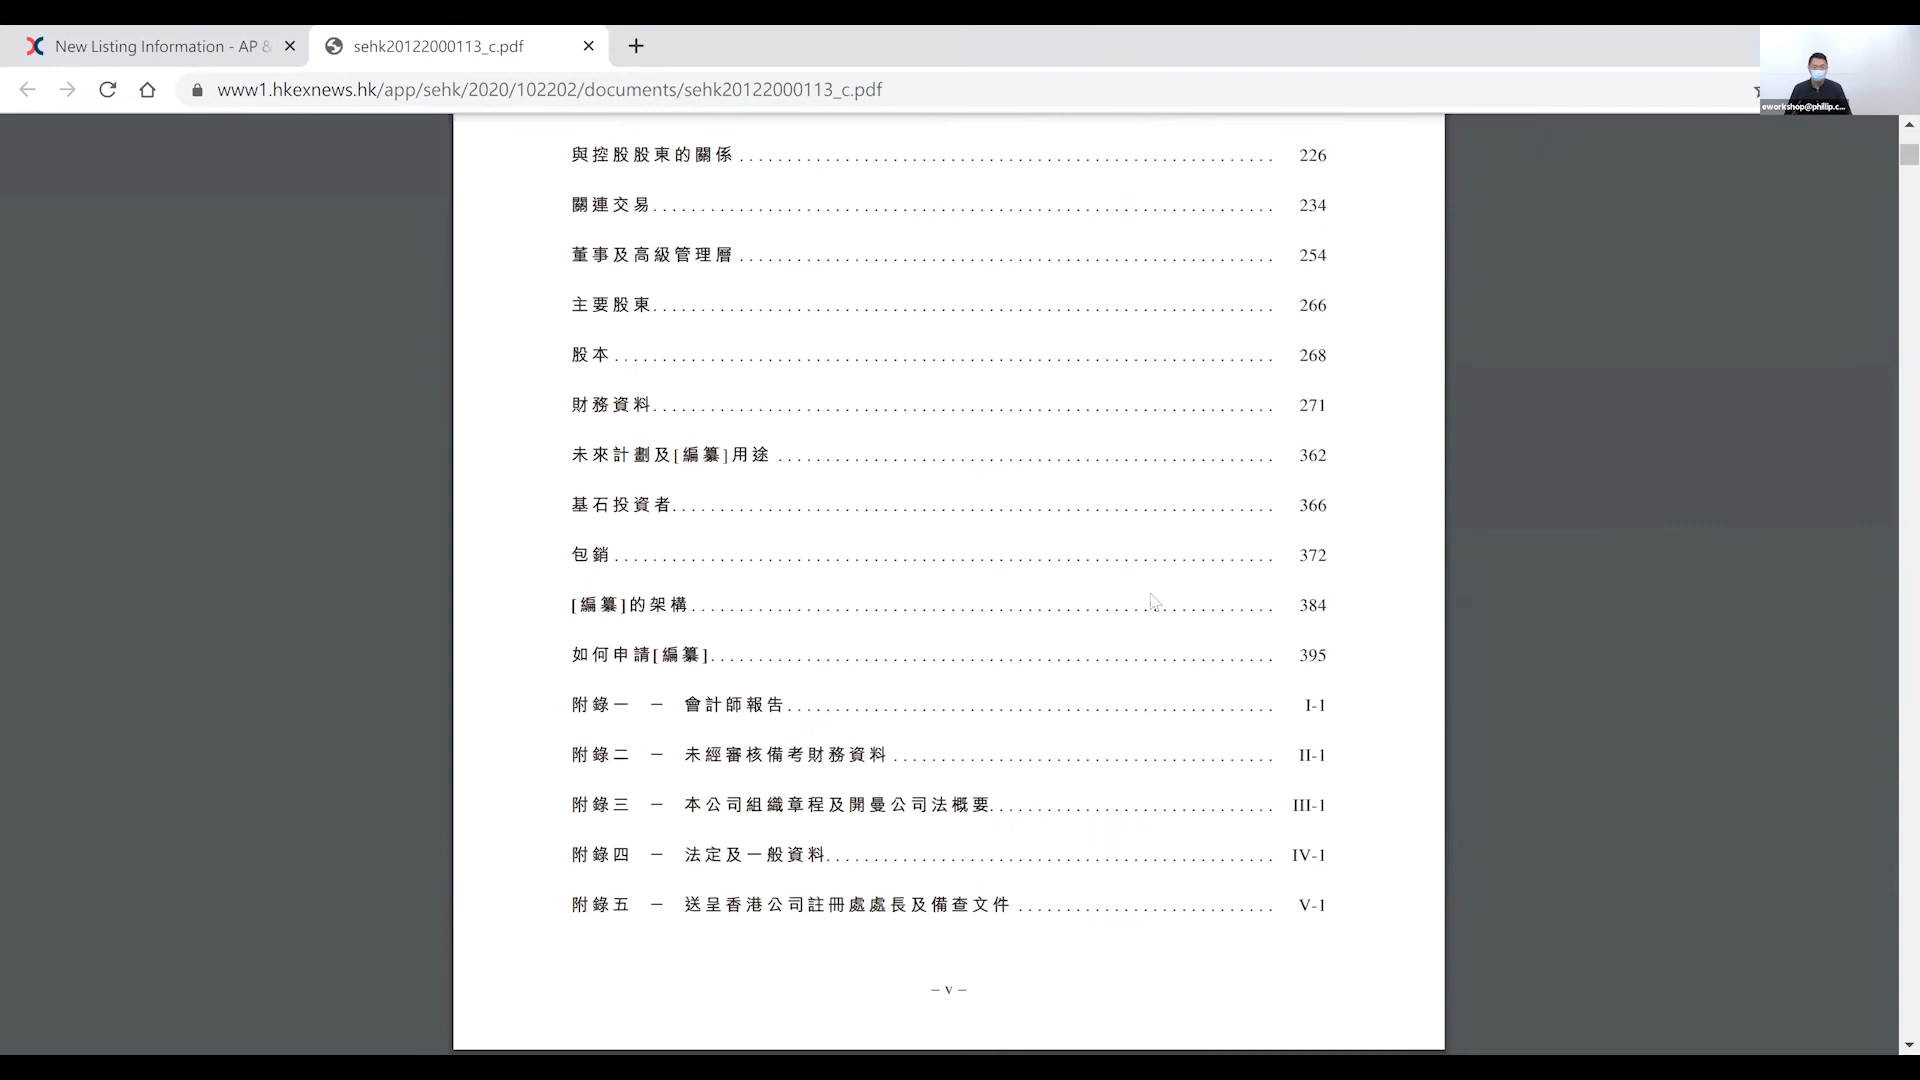 New Listing Information - AP &
sehk20122000113_c.pdf
www1.hkexnews.hk/app/sehk/2020/102202/documents/sehk20122000113_c.pdf
eworkshop@phillip.c...
與控股股東的關係 226
關連交易 234
董事及高級管理層 254
主要股東 266
股本 268
財務資料 271
未來計劃及[編纂]用途 362
基石投資者 366
包銷 372
[編纂]的架構 384
如何申請[編纂] 395
附錄一 － 會計師報告 I-1
附錄二 － 未經審核備考財務資料 II-1
附錄三 － 本公司組織章程及開曼公司法概要 III-1
附錄四 － 法定及一般資料 IV-1
附錄五 － 送呈香港公司註冊處處長及備查文件 V-1
– v –